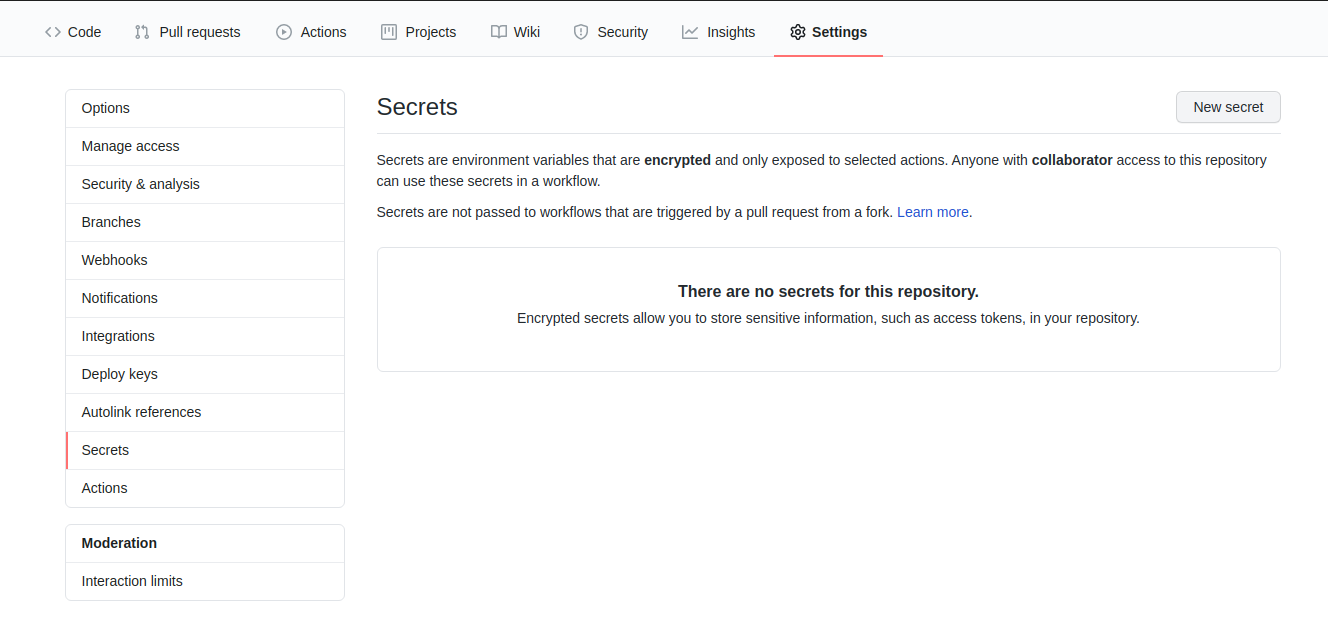 Code Pull requests Actions Projects Wiki Security Insights Settings
Options
Manage access
Security & analysis
Branches
Webhooks
Notifications
Integrations
Deploy keys
Autolink references
Secrets
Actions
Moderation
Interaction limits
Secrets
New secret
Secrets are environment variables that are encrypted and only exposed to selected actions. Anyone with collaborator access to this repository
can use these secrets in a workflow.
Secrets are not passed to workflows that are triggered by a pull request from a fork. Learn more.
There are no secrets for this repository.
Encrypted secrets allow you to store sensitive information, such as access tokens, in your repository.